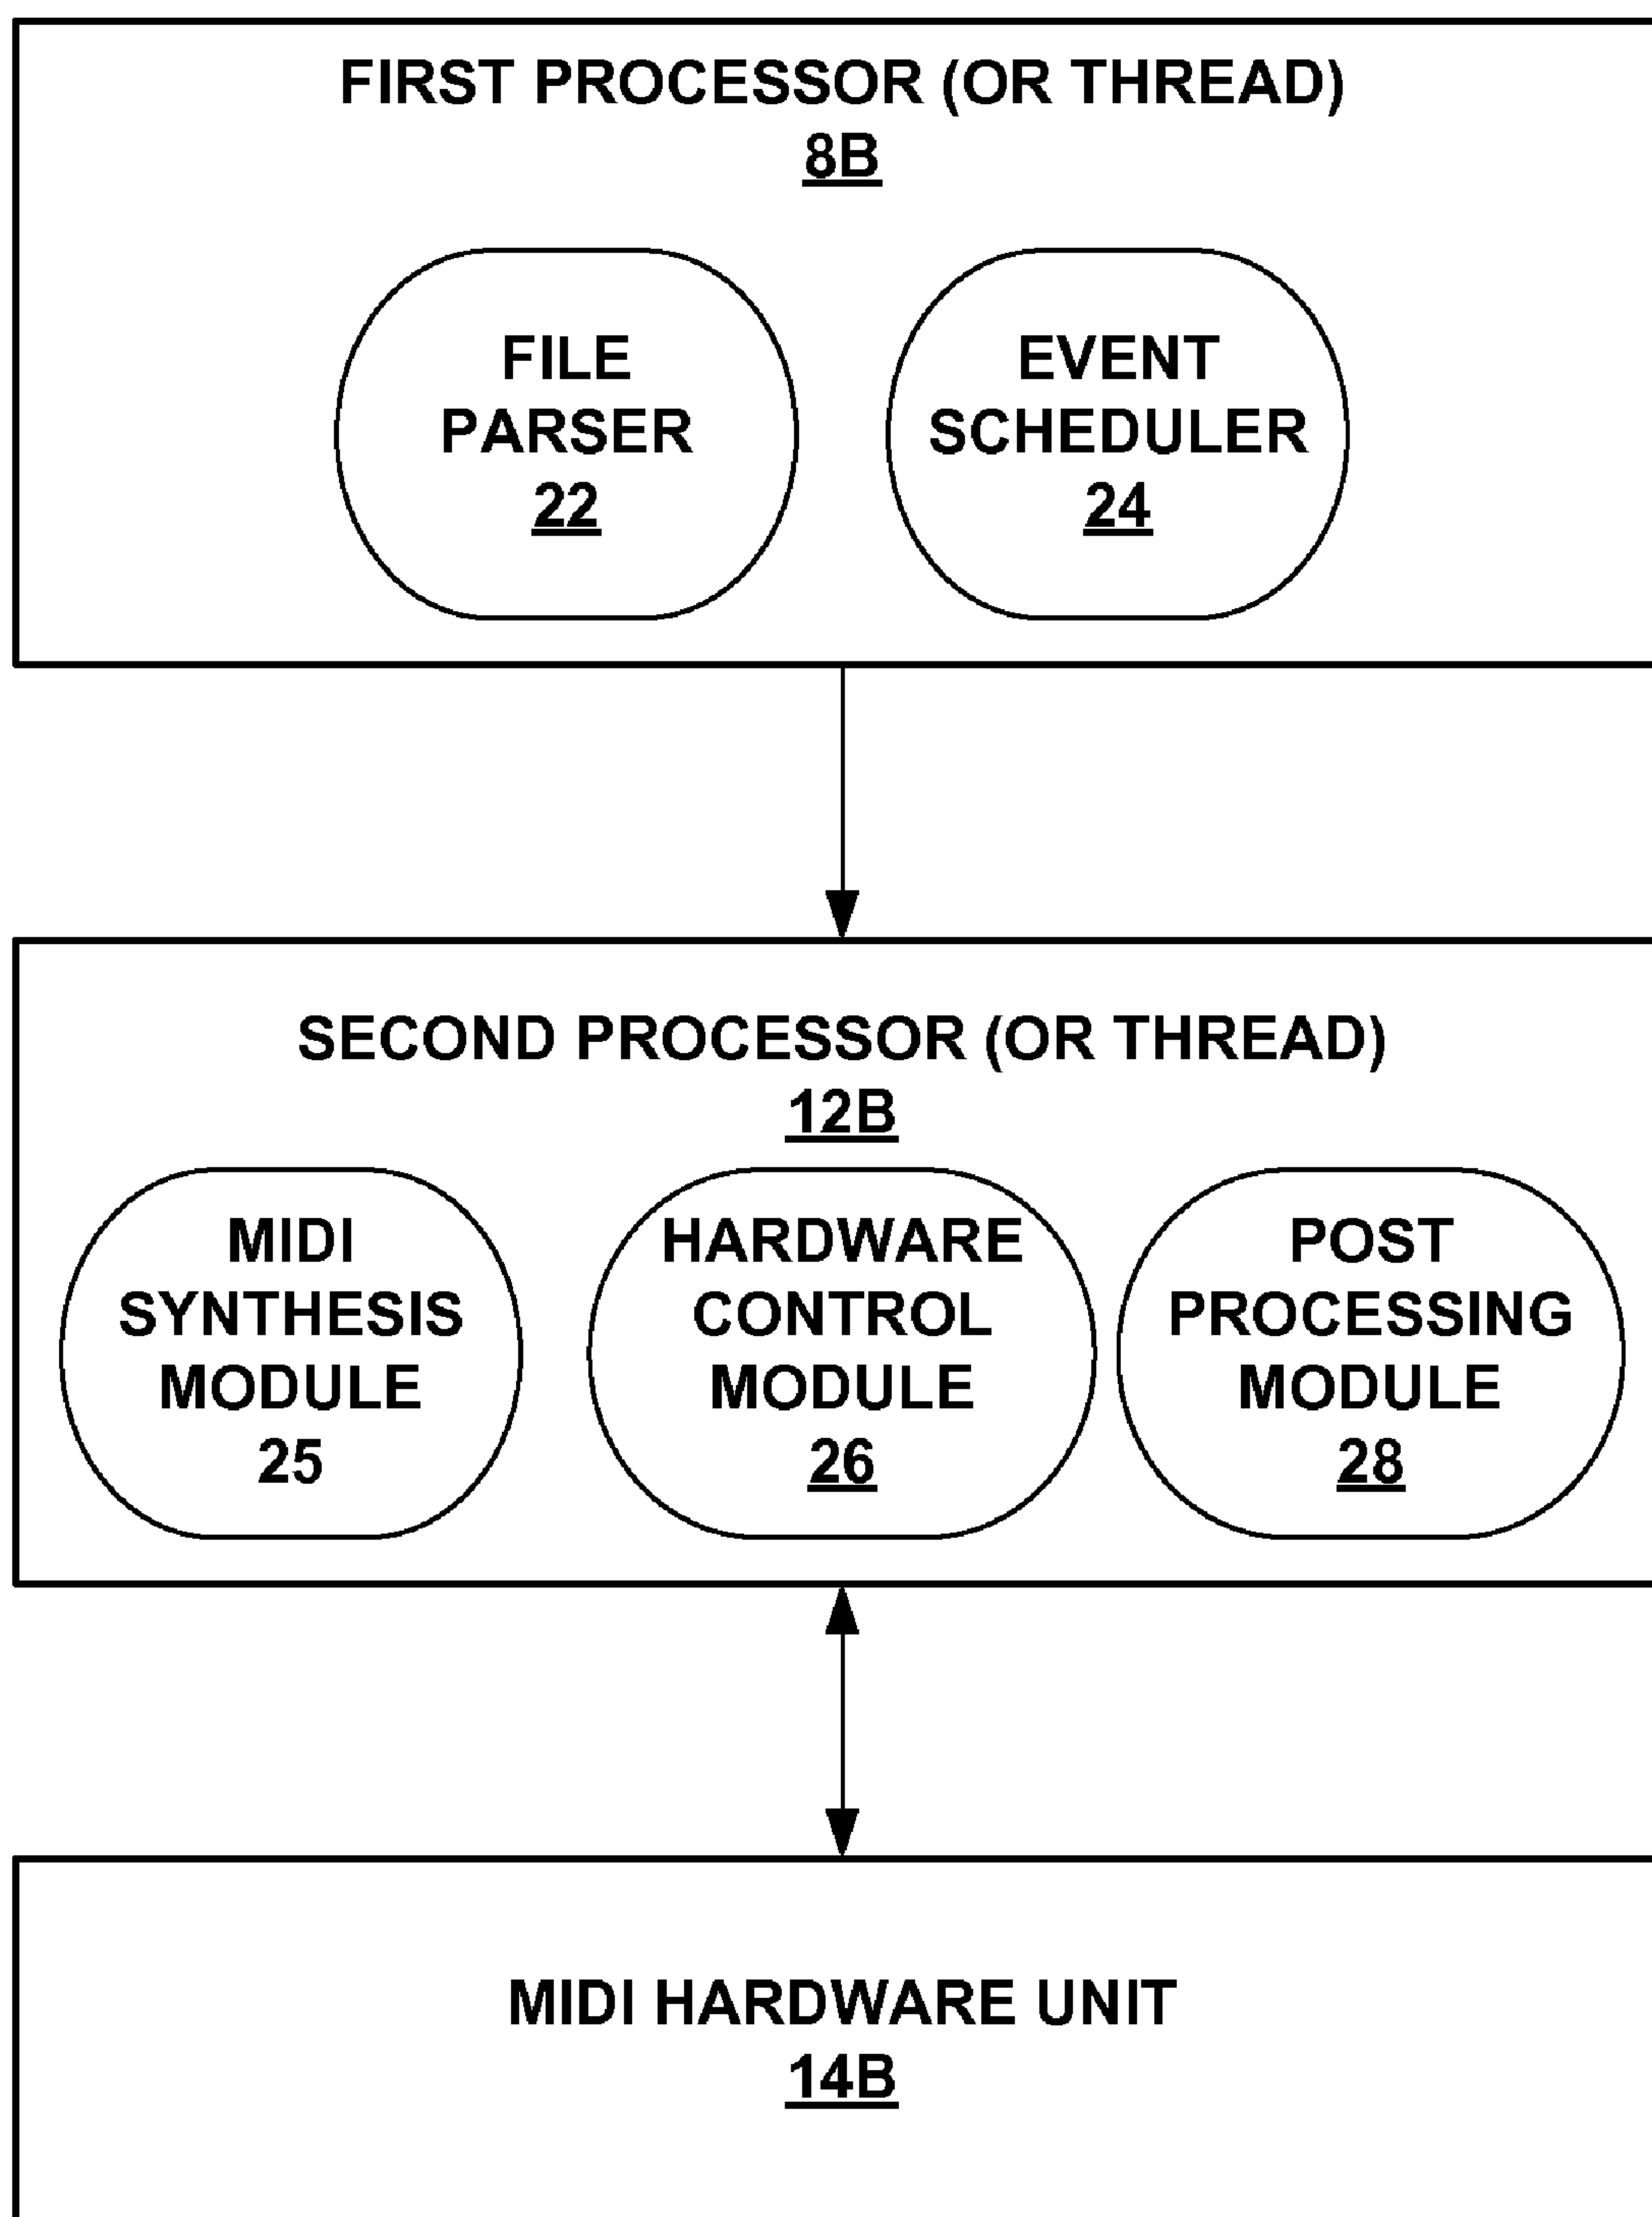 FIRST PROCESSOR (OR THREAD)
8B
FILE
PARSER
22
EVENT
SCHEDULER
24
SECOND PROCESSOR (OR THREAD)
12B
MIDI
SYNTHESIS
MODULE
25
HARDWARE
CONTROL
MODULE
26
POST
PROCESSING
MODULE
28
MIDI HARDWARE UNIT
14B